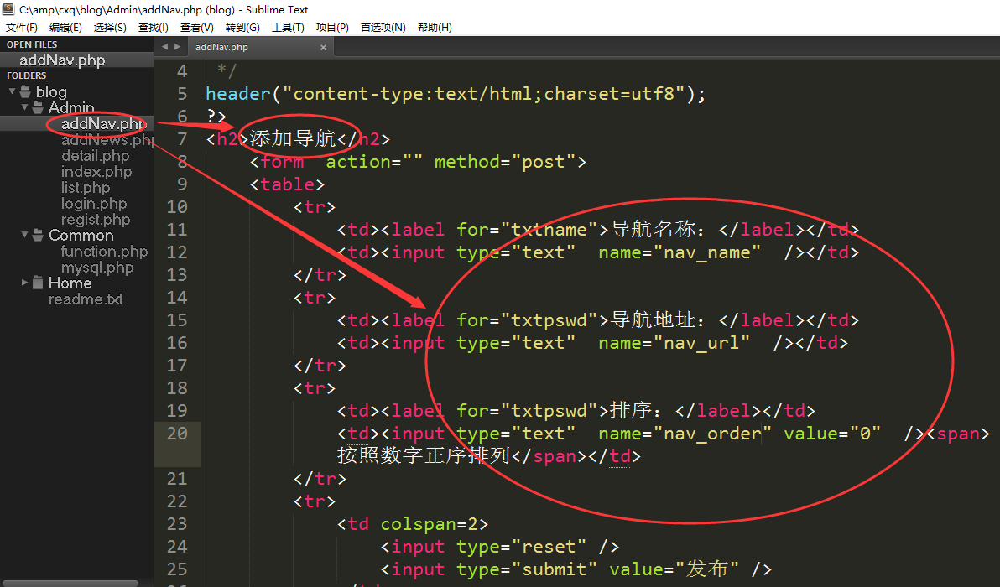 C:\amp\cxq\blog\Admin\addNav.php (blog) - Sublime Text
文件(F) 编辑(E) 选择(S) 查找(I) 查看(V) 转到(G) 工具(T) 项目(P) 首选项(N) 帮助(H)
OPEN FILES
addNav.php
FOLDERS
blog
Admin
addNav.php
addNews.php
detail.php
index.php
list.php
login.php
regist.php
Common
function.php
mysql.php
Home
readme.txt
addNav.php ×
4 */
5 header("content-type:text/html;charset=utf8");
6 ?>
7 <h2>添加导航</h2>
8 <form  action="" method="post">
9 <table>
10 <tr>
11 <td><label for="txtname">导航名称：</label></td>
12 <td><input type="text"  name="nav_name"  /></td>
13 </tr>
14 <tr>
15 <td><label for="txtpswd">导航地址：</label></td>
16 <td><input type="text"  name="nav_url"  /></td>
17 </tr>
18 <tr>
19 <td><label for="txtpswd">排序：</label></td>
20 <td><input type="text"  name="nav_order" value="0"  /><span>
按照数字正序排列</span></td>
21 </tr>
22 <tr>
23 <td colspan=2>
24 <input type="reset" />
25 <input type="submit" value="发布" />